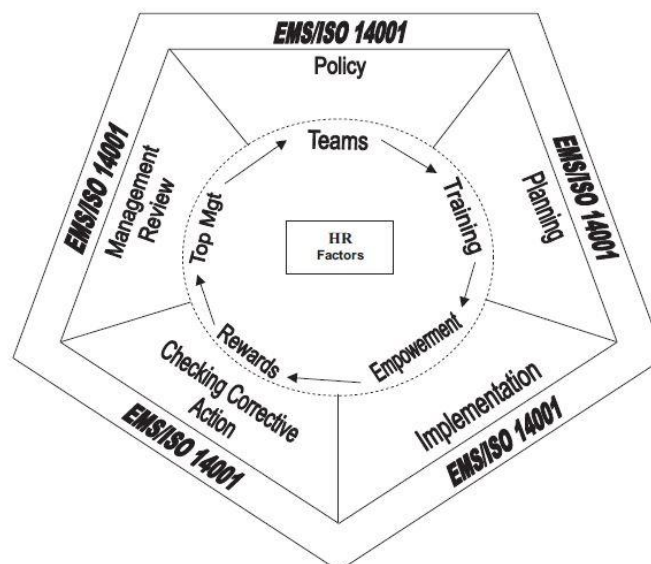 EMS/ISO 14001
Policy
EMS/ISO 14001
Management
Review
Teams
Training
Planning
EMS/ISO 14001
Top Mgt
HR
Factors
Rewards
Empowerment
Checking Corrective
Action
Implementation
EMS/ISO 14001
EMS/ISO 14001